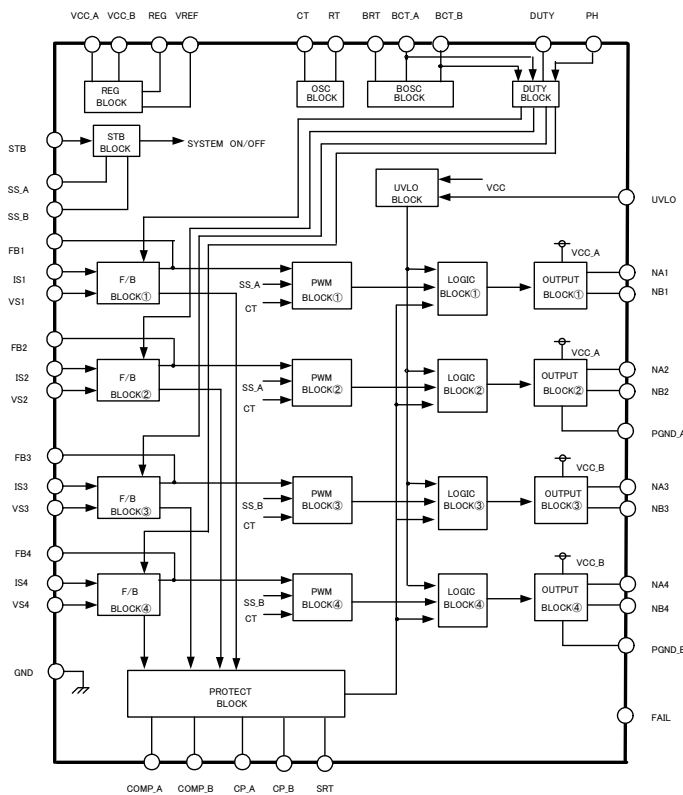 VCC_A VCC_B REG VREF CT RT BRT BCT_A BCT_B DUTY PH
REG
BLOCK
OSC
BLOCK
BOSC
BLOCK
DUTY
BLOCK
STB
STB
BLOCK
SYSTEM ON/OFF
SS_A
SS_B
UVLO
BLOCK
VCC
UVLO
FB1
IS1
VS1
F/B
BLOCK①
SS_A
CT
PWM
BLOCK①
LOGIC
BLOCK①
VCC_A
OUTPUT
BLOCK①
NA1
NB1
FB2
IS2
VS2
F/B
BLOCK②
SS_A
CT
PWM
BLOCK②
LOGIC
BLOCK②
VCC_A
OUTPUT
BLOCK②
NA2
NB2
PGND_A
FB3
IS3
VS3
F/B
BLOCK③
SS_B
CT
PWM
BLOCK③
LOGIC
BLOCK③
VCC_B
OUTPUT
BLOCK③
NA3
NB3
FB4
IS4
VS4
F/B
BLOCK④
SS_B
CT
PWM
BLOCK④
LOGIC
BLOCK④
VCC_B
OUTPUT
BLOCK④
NA4
NB4
PGND_B
GND
PROTECT
BLOCK
FAIL
COMP_A COMP_B CP_A CP_B SRT